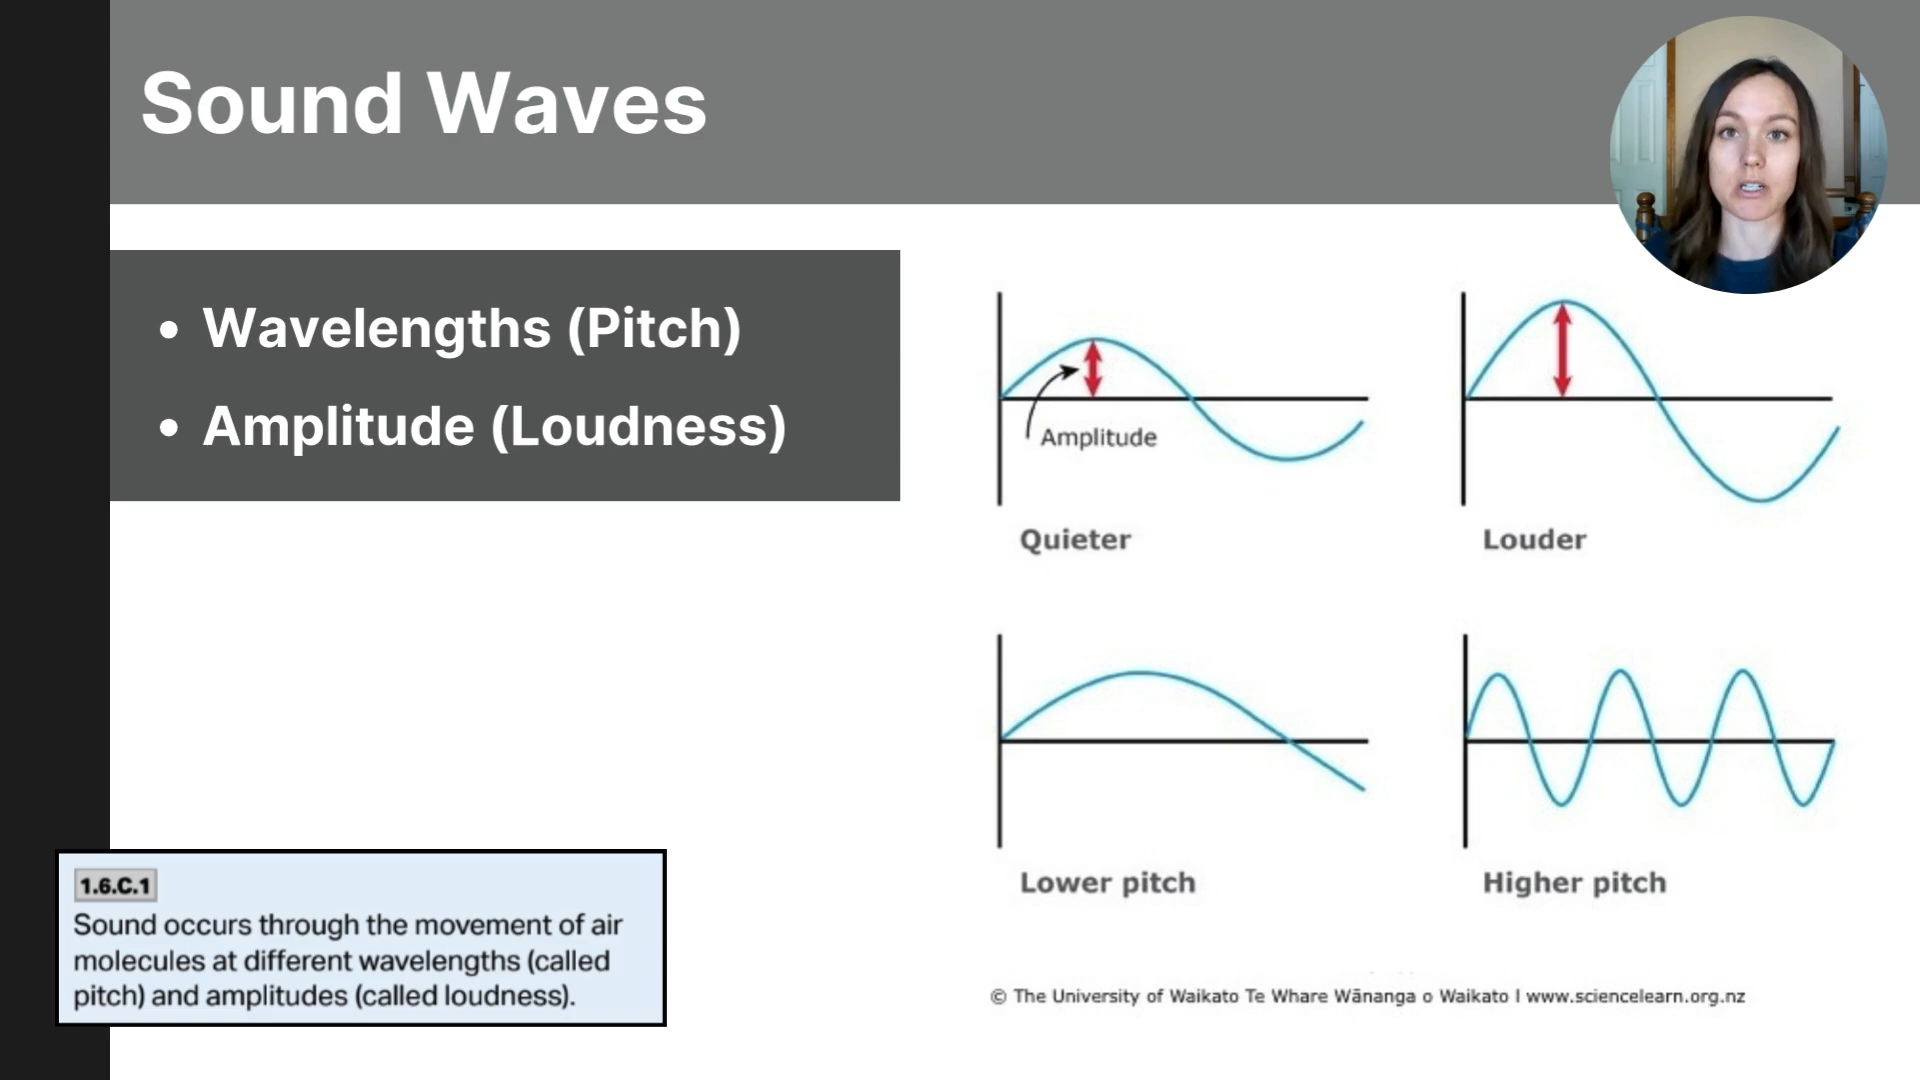 Sound Waves
• Wavelengths (Pitch)
• Amplitude (Loudness)
Amplitude
Quieter
Louder
Lower pitch
Higher pitch
1.6.C.1
Sound occurs through the movement of air
molecules at different wavelengths (called
pitch) and amplitudes (called loudness).
© The University of Waikato Te Whare Wānanga o Waikato I www.sciencelearn.org.nz